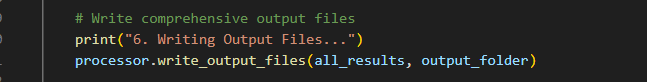 # Write comprehensive output files
print("6. Writing Output Files...")
processor.write_output_files(all_results, output_folder)